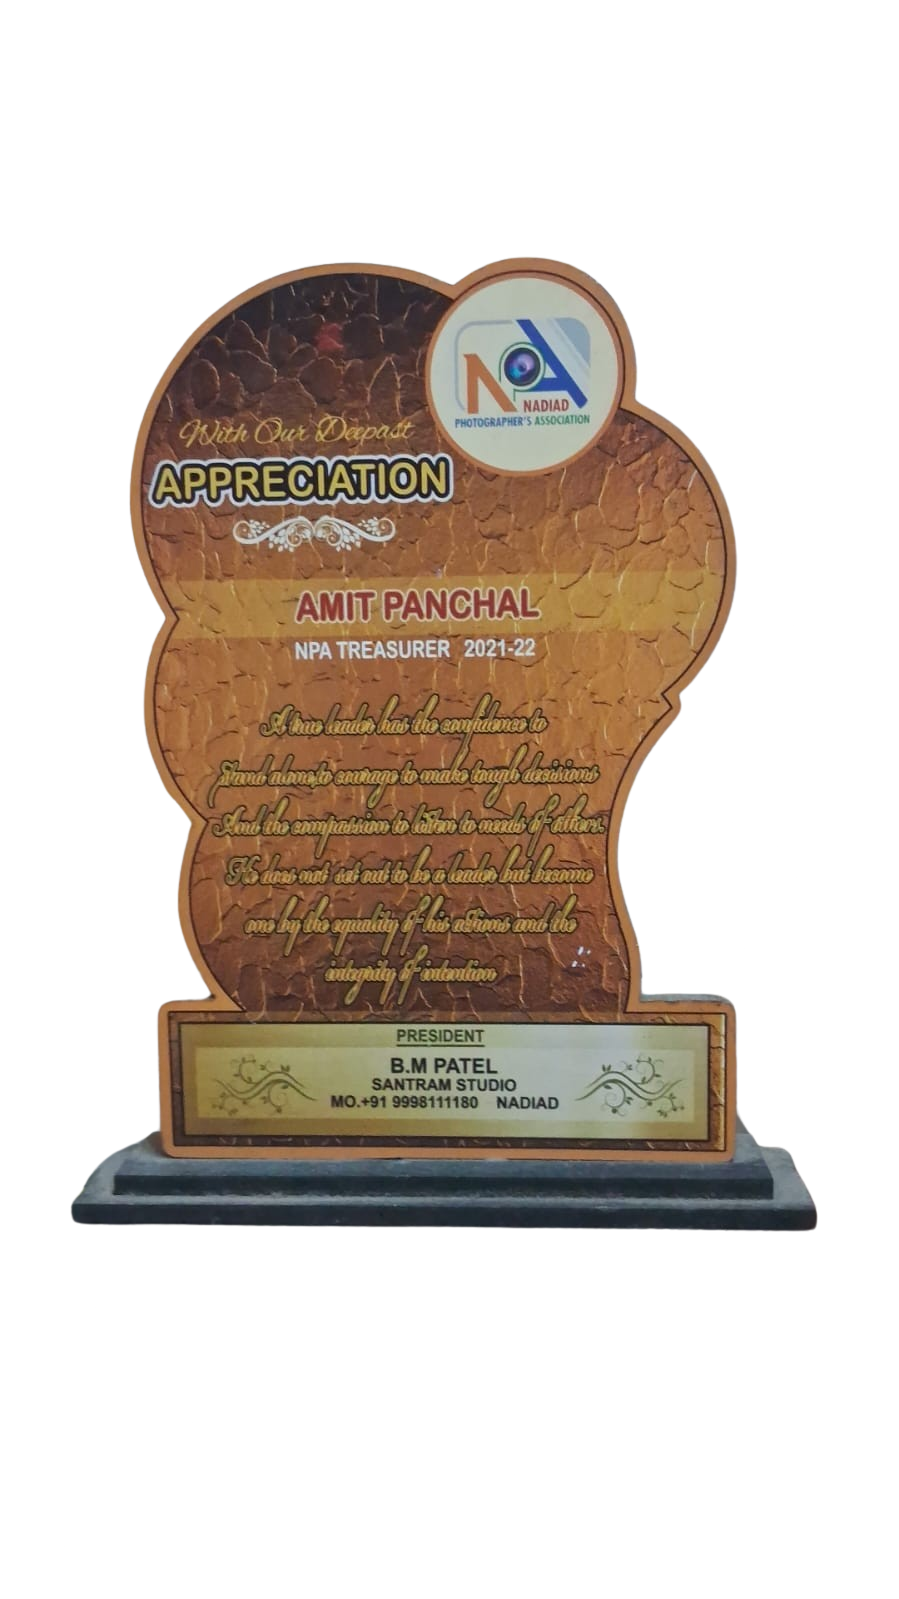 NPA
NADIAD
PHOTOGRAPHER'S ASSOCIATION
With Our Deepast
APPRECIATION
AMIT PANCHAL
NPA TREASURER 2021-22
A true leader has the confidence to
Stand alone,to courage to make tough decisions
And the compassion to listen to needs of others.
He does not set out to be a leader but become
one by the equality of his actions and the
integrity of intention
PRESIDENT
B.M PATEL
SANTRAM STUDIO
MO.+91 9998111180 NADIAD